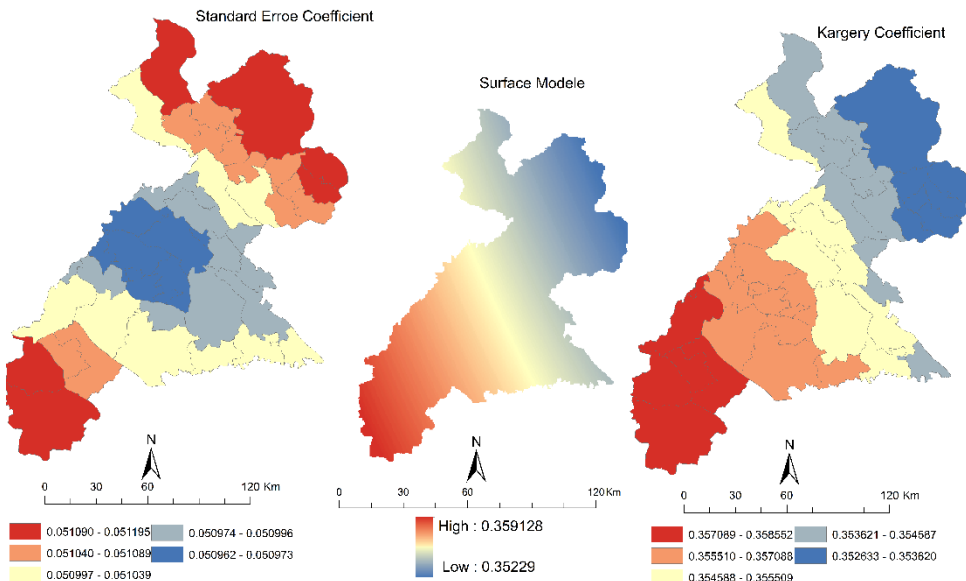 Standard Erroe Coefficient
Surface Modele
Kargery Coefficient
N
0 30 60 120 Km
0.051090 - 0.051195
0.051040 - 0.051089
0.050997 - 0.051039
0.050974 - 0.050996
0.050962 - 0.050973
N
0 30 60 120 Km
High : 0.359128
Low : 0.35229
N
0 30 60 120 Km
0.357089 - 0.358552
0.355510 - 0.357088
0.354588 - 0.355509
0.353621 - 0.354587
0.352633 - 0.353620